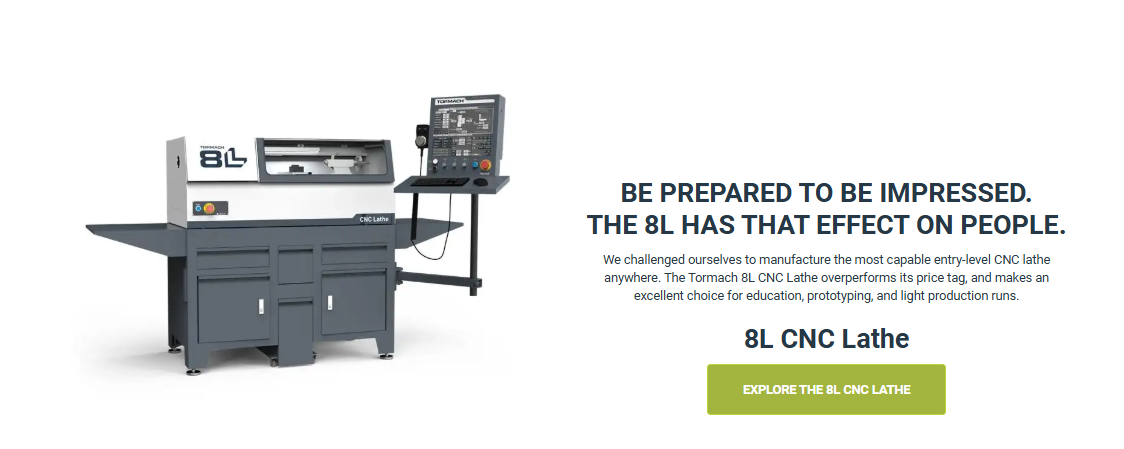 TORMACH
TORMACH
8L
CNC Lathe
BE PREPARED TO BE IMPRESSED.
THE 8L HAS THAT EFFECT ON PEOPLE.
We challenged ourselves to manufacture the most capable entry-level CNC lathe
anywhere. The Tormach 8L CNC Lathe overperforms its price tag, and makes an
excellent choice for education, prototyping, and light production runs.
8L CNC Lathe
EXPLORE THE 8L CNC LATHE